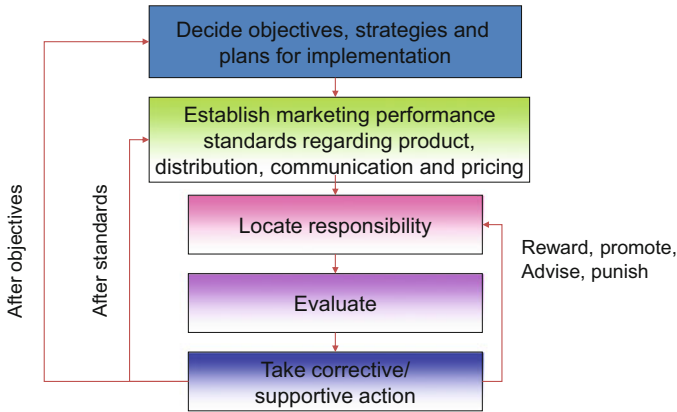 Decide objectives, strategies and
plans for implementation
Establish marketing performance
standards regarding product,
distribution, communication and pricing
Locate responsibility
Reward, promote,
Advise, punish
After objectives
After standards
Evaluate
Take corrective/
supportive action